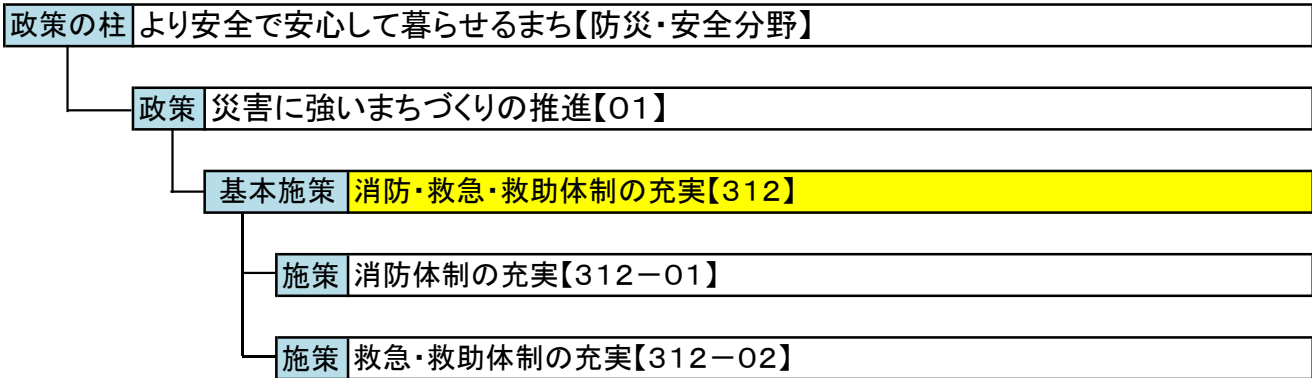 政策の柱 より安全で安心して暮らせるまち【防災・安全分野】
政策 災害に強いまちづくりの推進【01】
基本施策 消防・救急・救助体制の充実【312】
施策 消防体制の充実【312－01】
施策 救急・救助体制の充実【312－02】